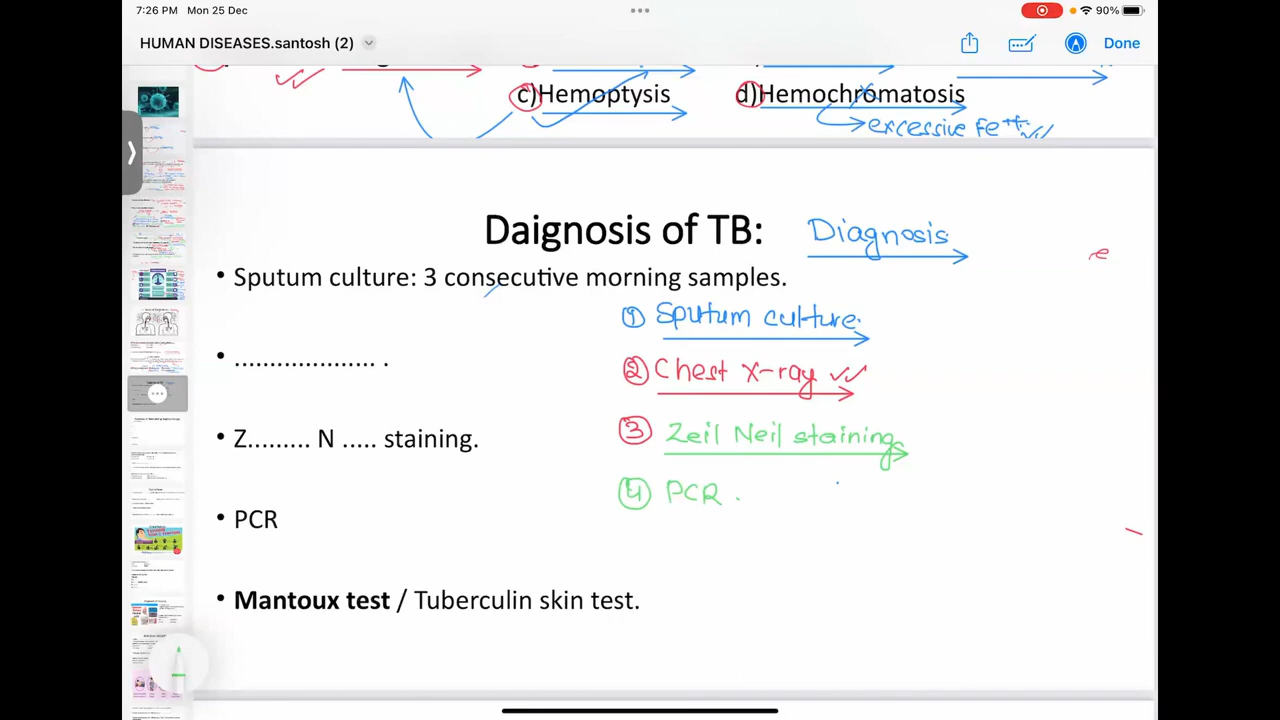 7:26 PM Mon 25 Dec
90%
HUMAN DISEASES.santosh (2)
Done
c)Hemoptysis
d)Hemochromatosis
excessive Fe++
Daignosis of TB:
Diagnosis
• Sputum culture: 3 consecutive morning samples.
① Sputum culture.
• .................. .
② Chest x-ray
• Z......... N ..... staining.
③ Zeil Neil staining
• PCR
④ PCR .
• Mantoux test / Tuberculin skin test.